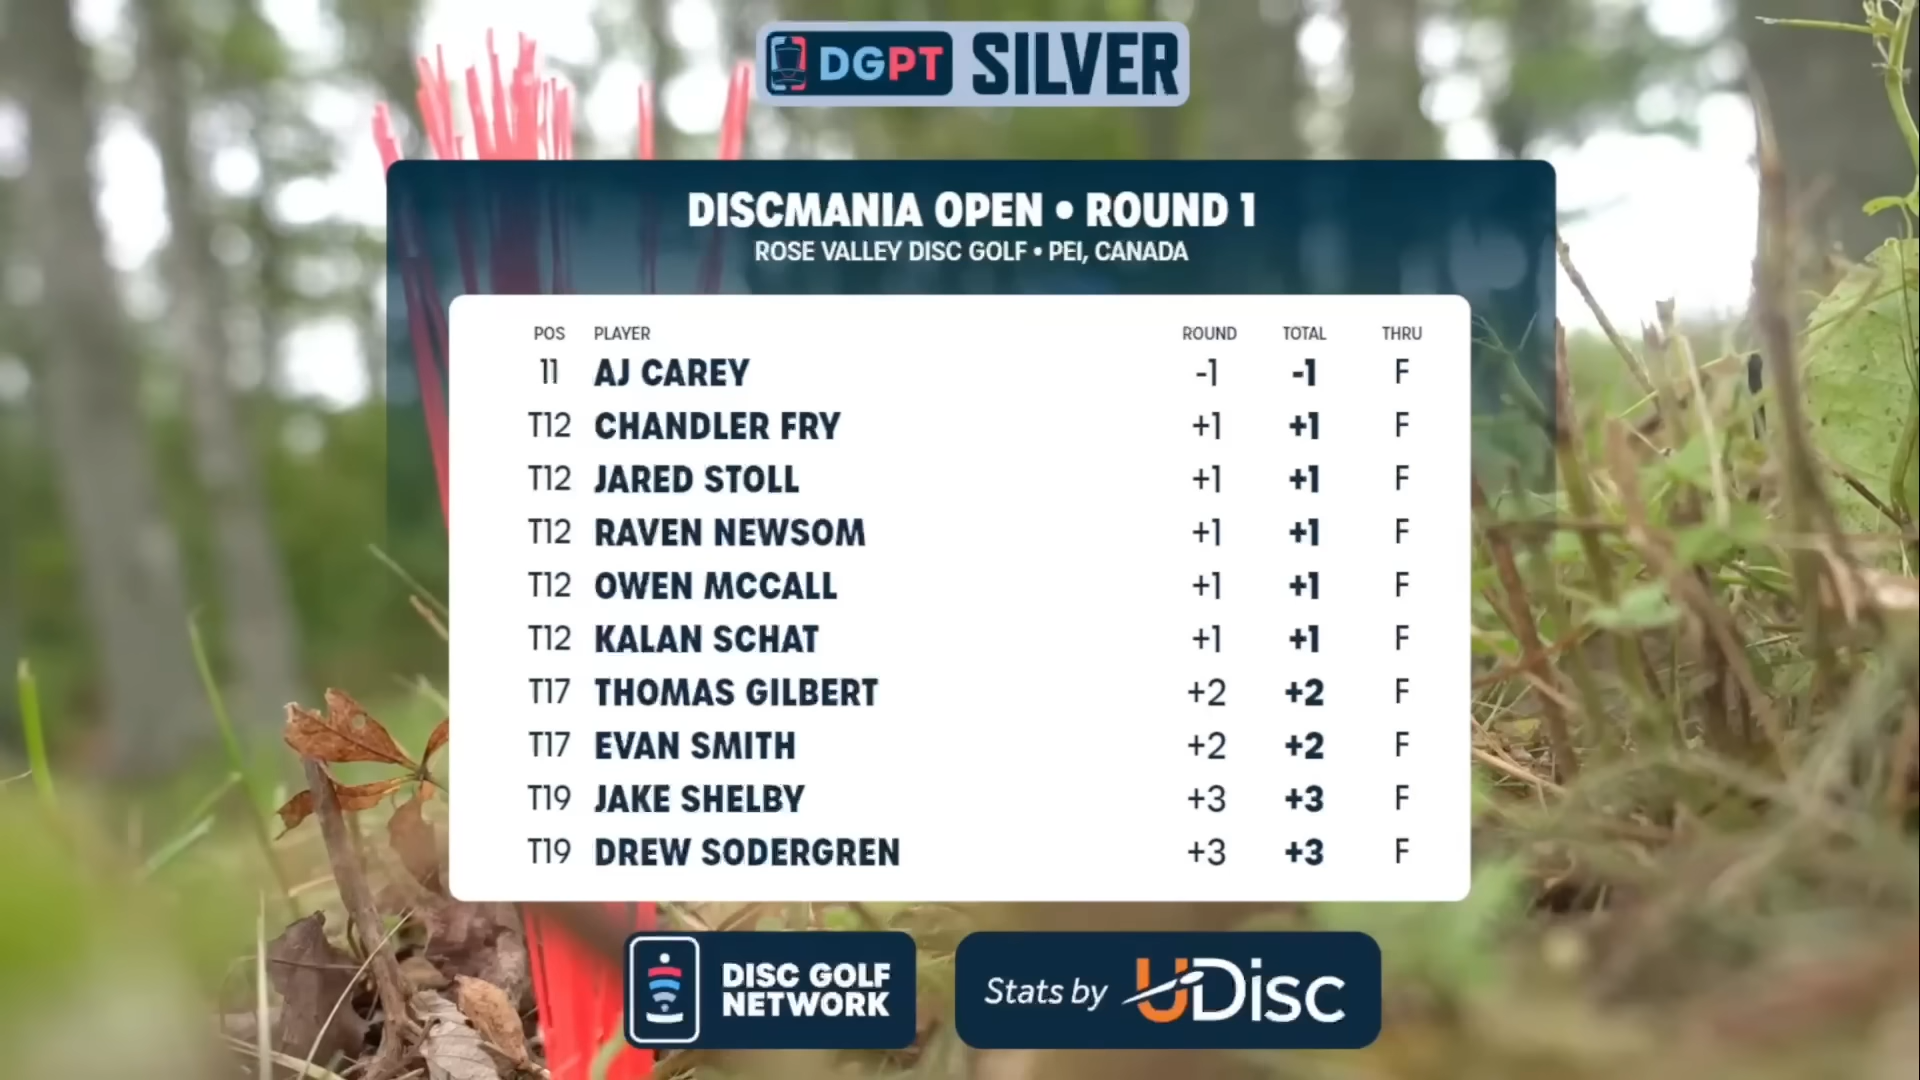 DGPT SILVER
DISCMANIA OPEN • ROUND 1
ROSE VALLEY DISC GOLF • PEI, CANADA
POS PLAYER ROUND TOTAL THRU
11 AJ CAREY -1 -1 F
T12 CHANDLER FRY +1 +1 F
T12 JARED STOLL +1 +1 F
T12 RAVEN NEWSOM +1 +1 F
T12 OWEN MCCALL +1 +1 F
T12 KALAN SCHAT +1 +1 F
T17 THOMAS GILBERT +2 +2 F
T17 EVAN SMITH +2 +2 F
T19 JAKE SHELBY +3 +3 F
T19 DREW SODERGREN +3 +3 F
DISC GOLF
NETWORK
Stats by UDisc